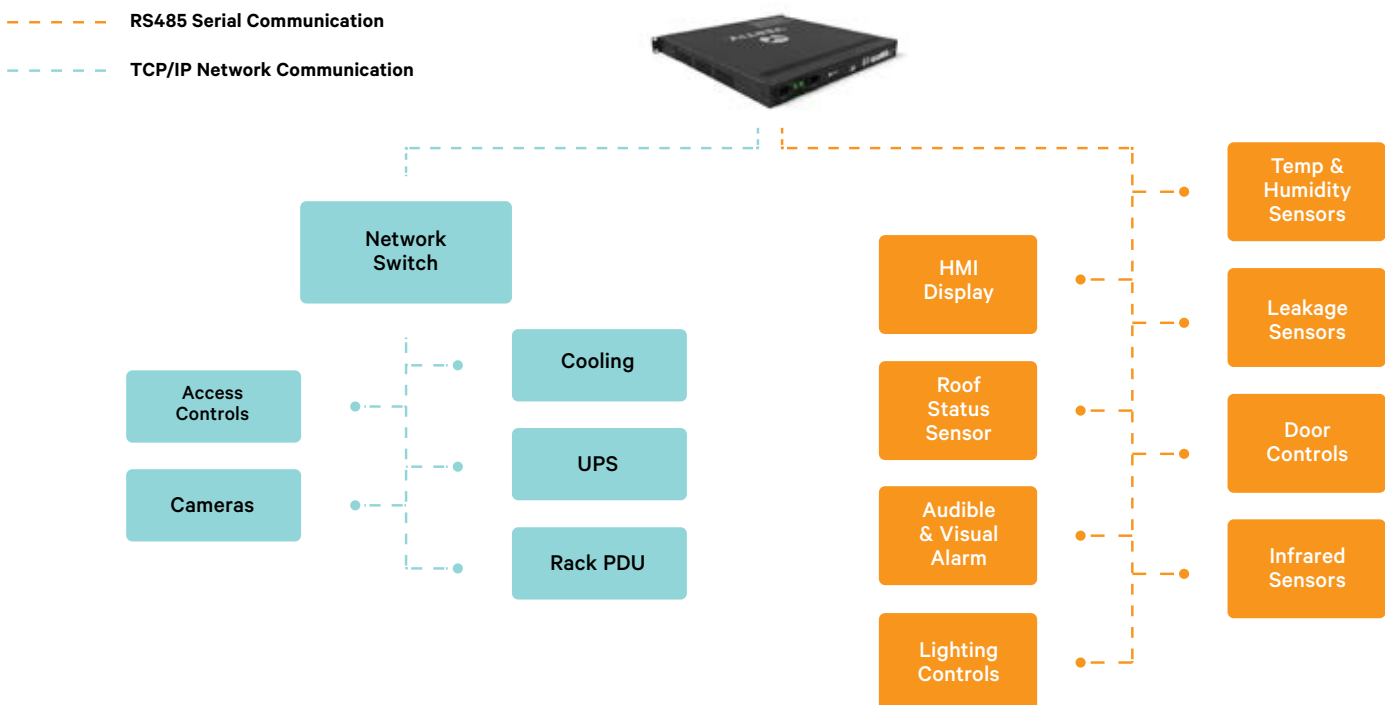 RS485 Serial Communication
TCP/IP Network Communication
VERTIV
Network
Switch
Access
Controls
Cameras
Cooling
UPS
Rack PDU
HMI
Display
Roof
Status
Sensor
Audible
& Visual
Alarm
Lighting
Controls
Temp &
Humidity
Sensors
Leakage
Sensors
Door
Controls
Infrared
Sensors